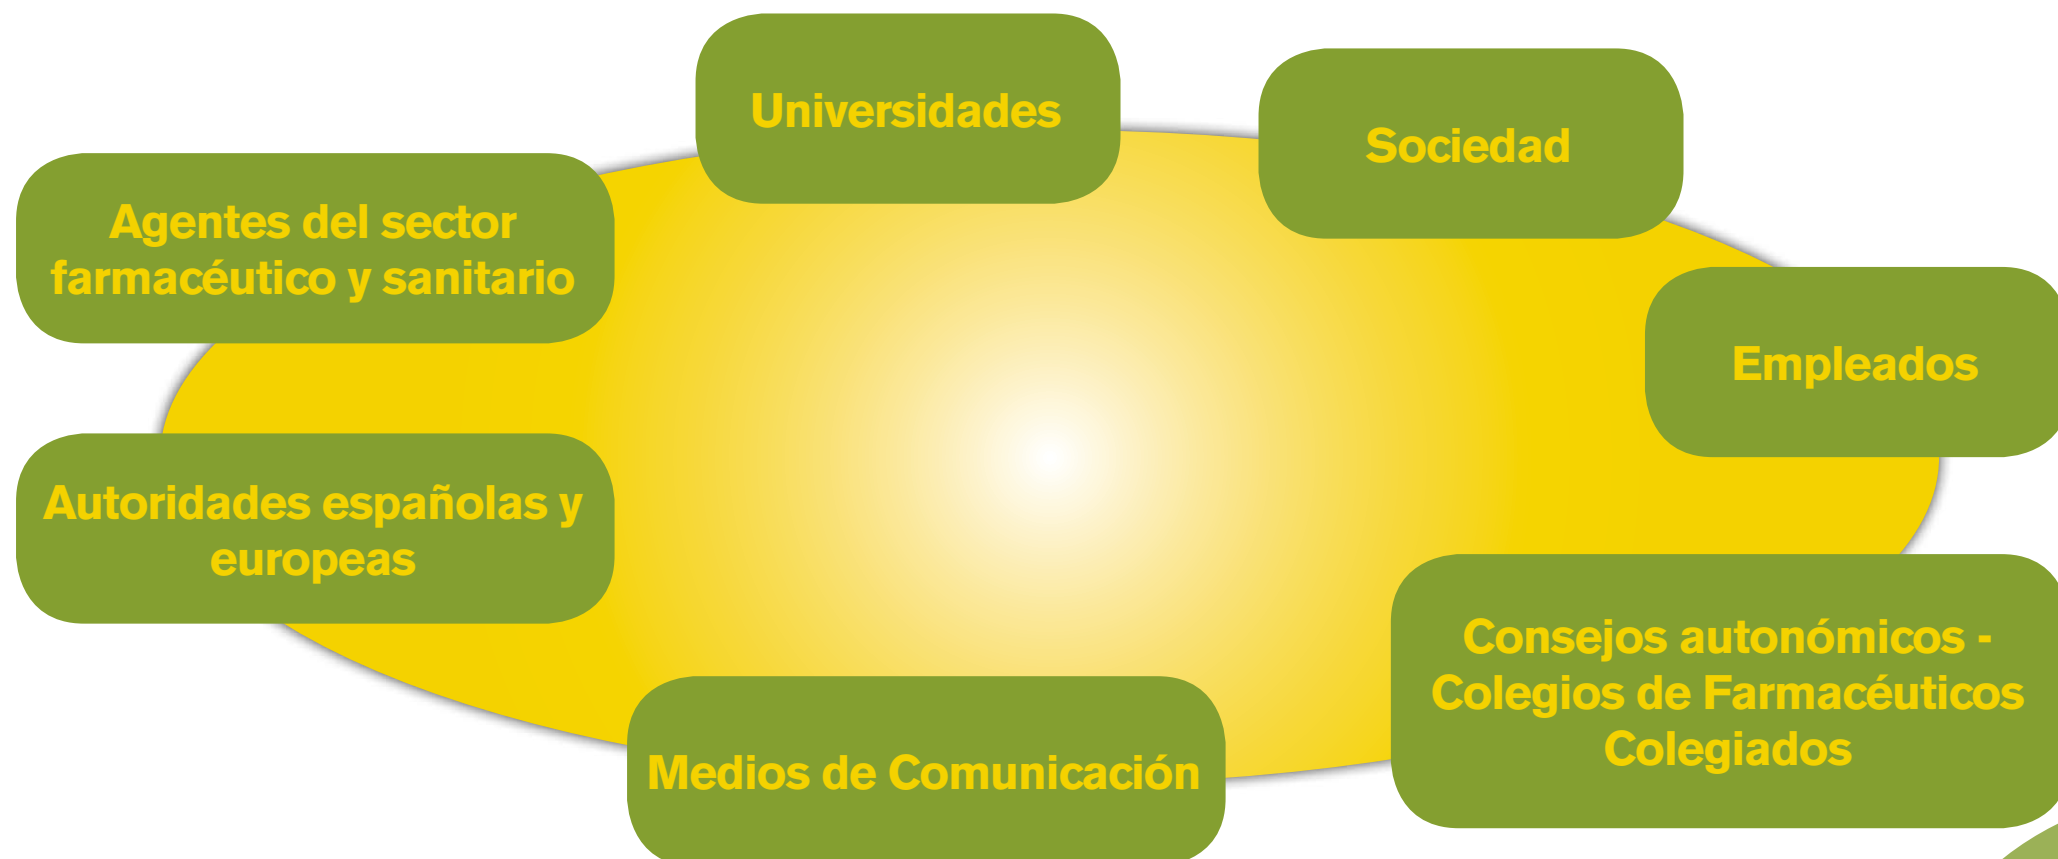 Universidades
Sociedad
Agentes del sector
farmacéutico y sanitario
Empleados
Autoridades españolas y
europeas
Consejos autonómicos -
Colegios de Farmacéuticos
Colegiados
Medios de Comunicación